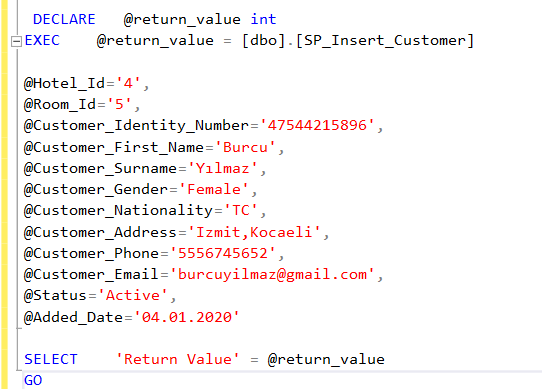 DECLARE @return_value int
EXEC @return_value = [dbo].[SP_Insert_Customer]
@Hotel_Id='4',
@Room_Id='5',
@Customer_Identity_Number='47544215896',
@Customer_First_Name='Burcu',
@Customer_Surname='Yılmaz',
@Customer_Gender='Female',
@Customer_Nationality='TC',
@Customer_Address='Izmit,Kocaeli',
@Customer_Phone='5556745652',
@Customer_Email='burcuyilmaz@gmail.com',
@Status='Active',
@Added_Date='04.01.2020'
SELECT 'Return Value' = @return_value
GO